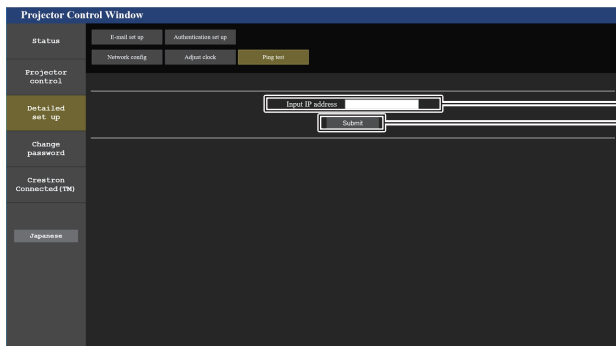 Projector Control Window
Status
E-mail set up
Authentication set up
Network config
Adjust clock
Ping test
Projector
control
Detailed
set up
Input IP address
Submit
Change
password
Crestron
Connected(TM)
Japanese